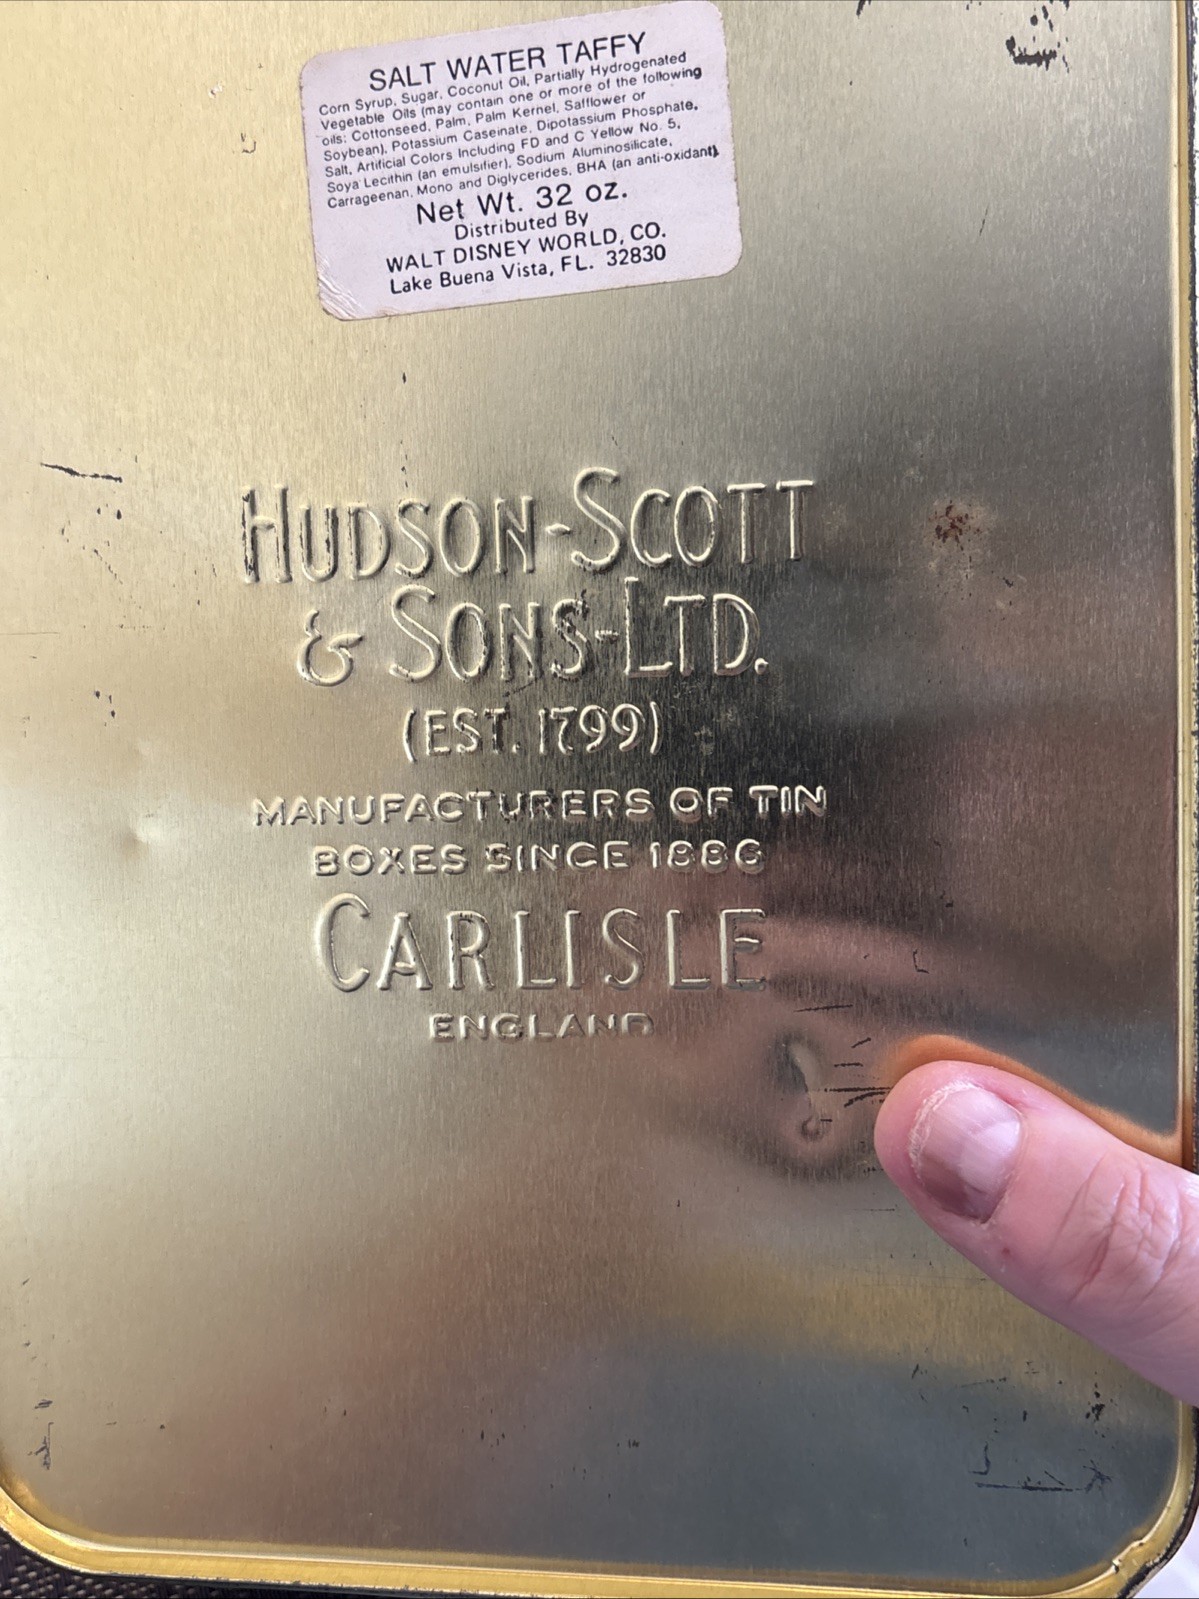 SALT WATER TAFFY
Corn Syrup, Sugar, Coconut Oil, Partially Hydrogenated
Vegetable Oils (may contain one or more of the following
oils: Cottonseed, Palm, Palm Kernel, Safflower or
Soybean), Potassium Caseinate, Dipotassium Phosphate,
Salt, Artificial Colors Including FD and C Yellow No. 5,
Soya Lecithin (an emulsifier), Sodium Aluminosilicate,
Carrageenan, Mono and Diglycerides, BHA (an anti-oxidant).
Net Wt. 32 oz.
Distributed By
WALT DISNEY WORLD, CO.
Lake Buena Vista, FL. 32830
HUDSON-SCOTT
& SONS-LTD.
(EST. 1799)
MANUFACTURERS OF TIN
BOXES SINCE 1886
CARLISLE
ENGLAND